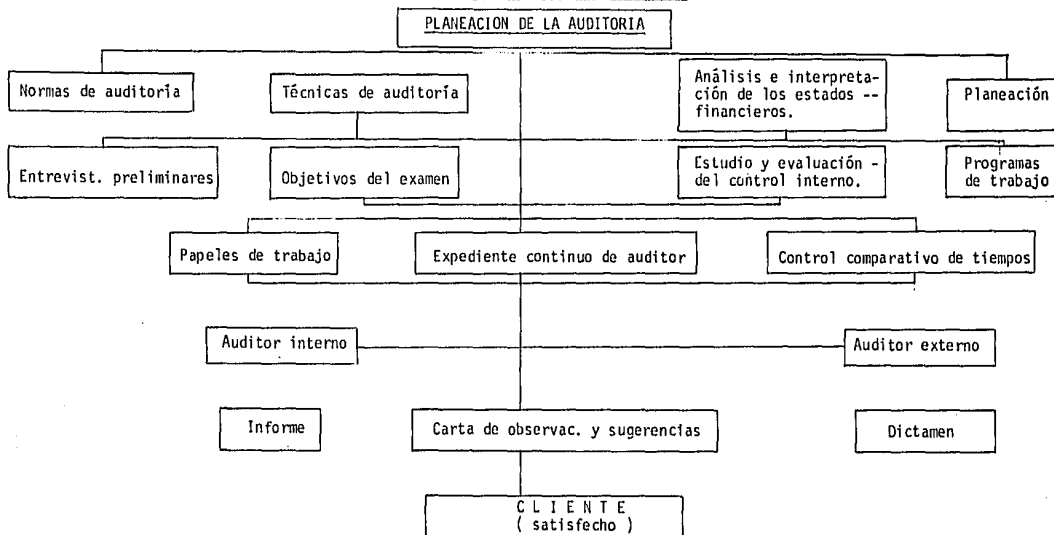 PLANEACION DE LA AUDITORIA
Normas de auditoria
Técnicas de auditoría
Análisis e interpreta-
ción de los estados --
financieros.
Planeación
Entrevist. preliminares
Objetivos del examen
Estudio y evaluación -
del control interno.
Programas
de trabajo
Papeles de trabajo
Expediente continuo de auditor
Control comparativo de tiempos
Auditor interno
Auditor externo
Informe
Carta de observac. y sugerencias
Dictamen
C L I E N T E
( satisfecho )